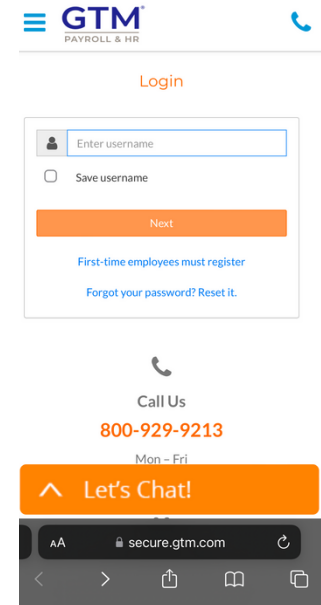 GTM
PAYROLL & HR
Login
Enter username
Save username
Next
First-time employees must register
Forgot your password? Reset it.
Call Us
800-929-9213
Mon – Fri
Let's Chat!
AA
secure.gtm.com